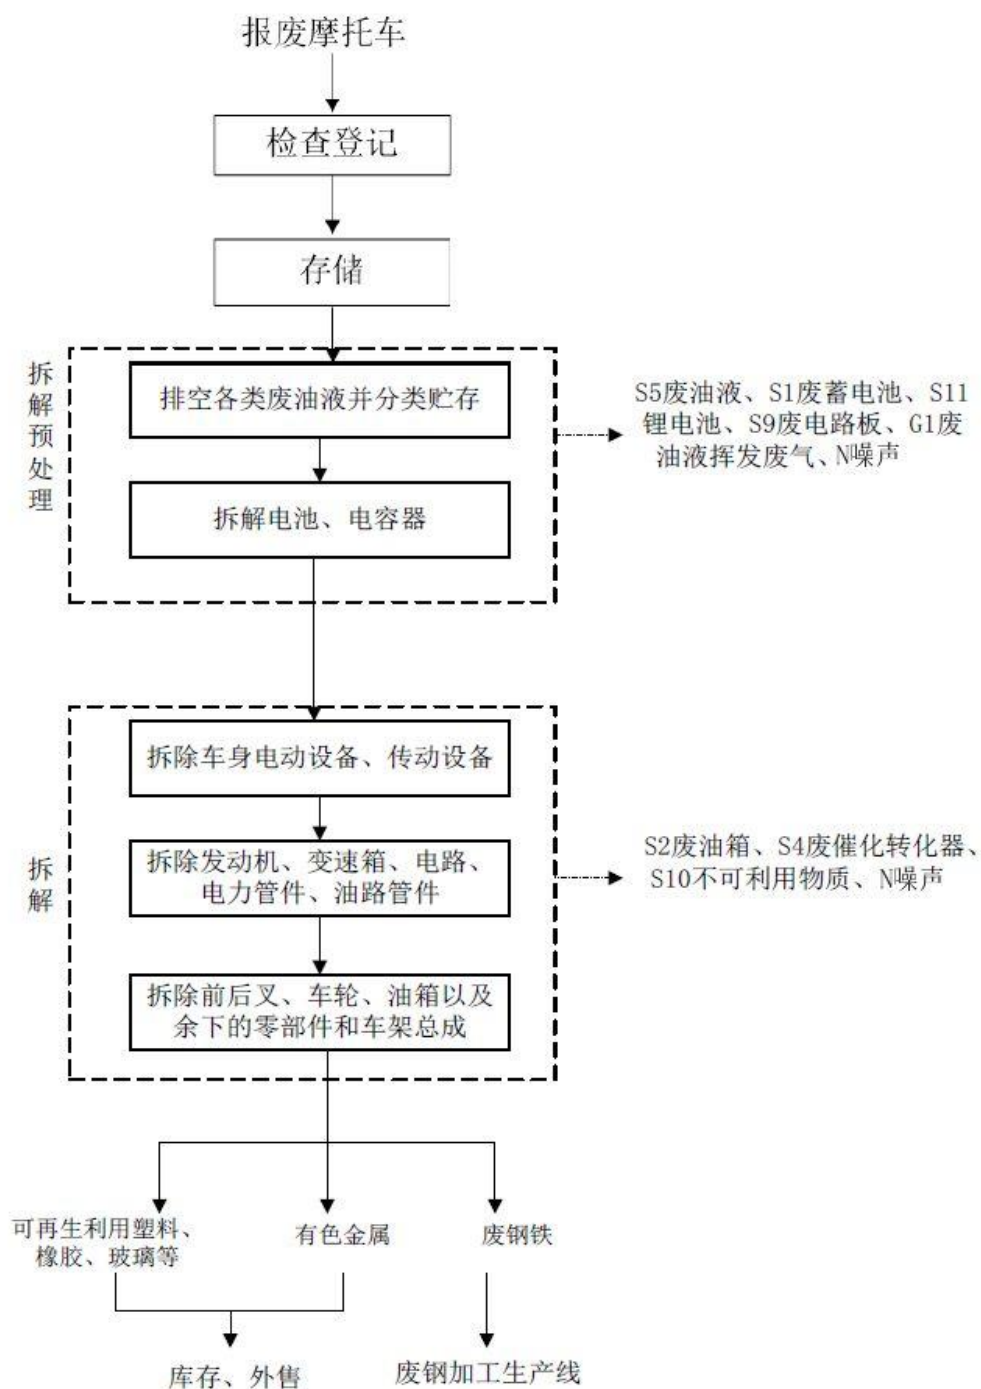 报废摩托车
检查登记
存储
拆解预处理
排空各类废油液并分类贮存
拆解电池、电容器
S5废油液、S1废蓄电池、S11
锂电池、S9废电路板、G1废
油液挥发废气、N噪声
拆解
拆除车身电动设备、传动设备
拆除发动机、变速箱、电路、
电力管件、油路管件
拆除前后叉、车轮、油箱以及
余下的零部件和车架总成
S2废油箱、S4废催化转化器、
S10不可利用物质、N噪声
可再生利用塑料、
橡胶、玻璃等
有色金属
废钢铁
库存、外售
废钢加工生产线